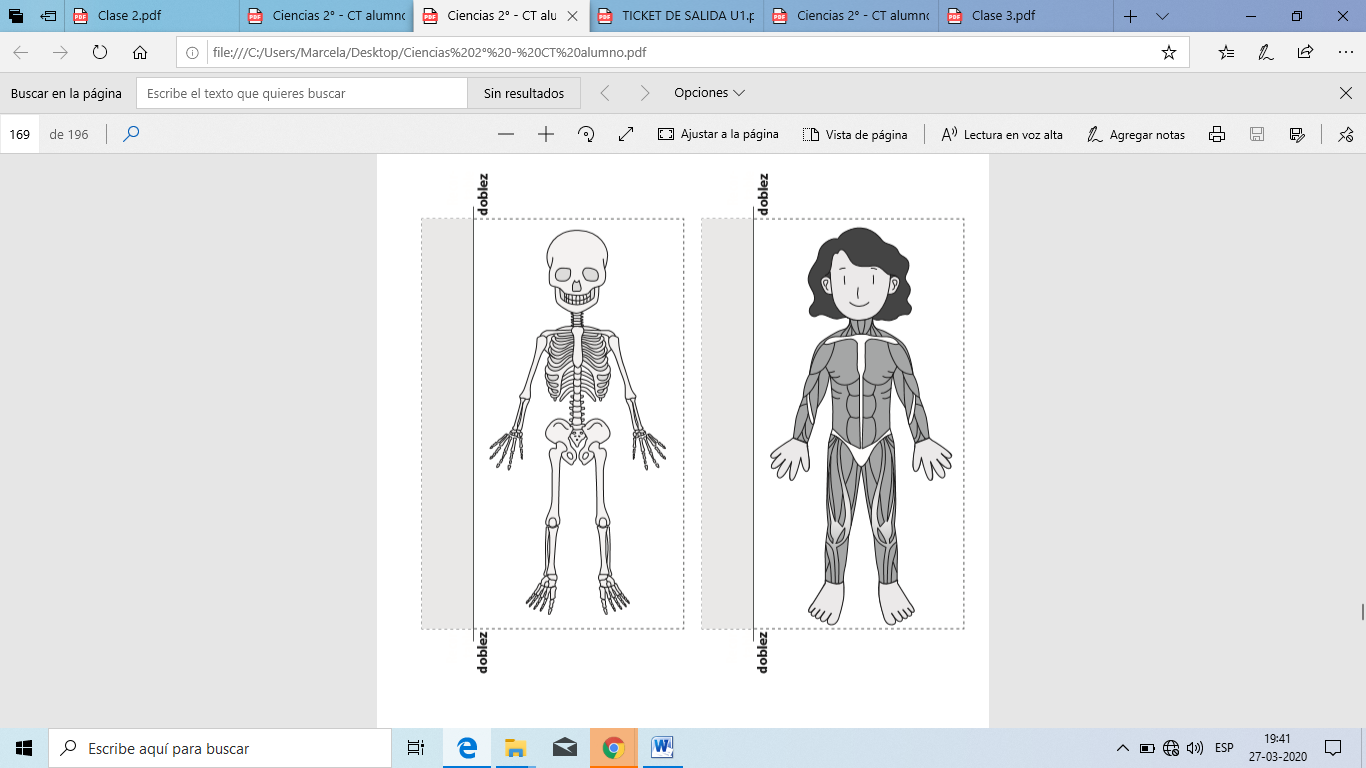 Clase 2.pdf
Ciencias 2° - CT alumno
Ciencias 2° - CT alu
TICKET DE SALIDA U1.p
Ciencias 2° - CT alumno
Clase 3.pdf
file:///C:/Users/Marcela/Desktop/Ciencias%202°%20-%20CT%20alumno.pdf
Buscar en la página
Escribe el texto que quieres buscar
Sin resultados
Opciones
169 de 196
Ajustar a la página
Vista de página
Lectura en voz alta
Agregar notas
doblez
doblez
doblez
doblez
Escribe aquí para buscar
ESP
19:41
27-03-2020